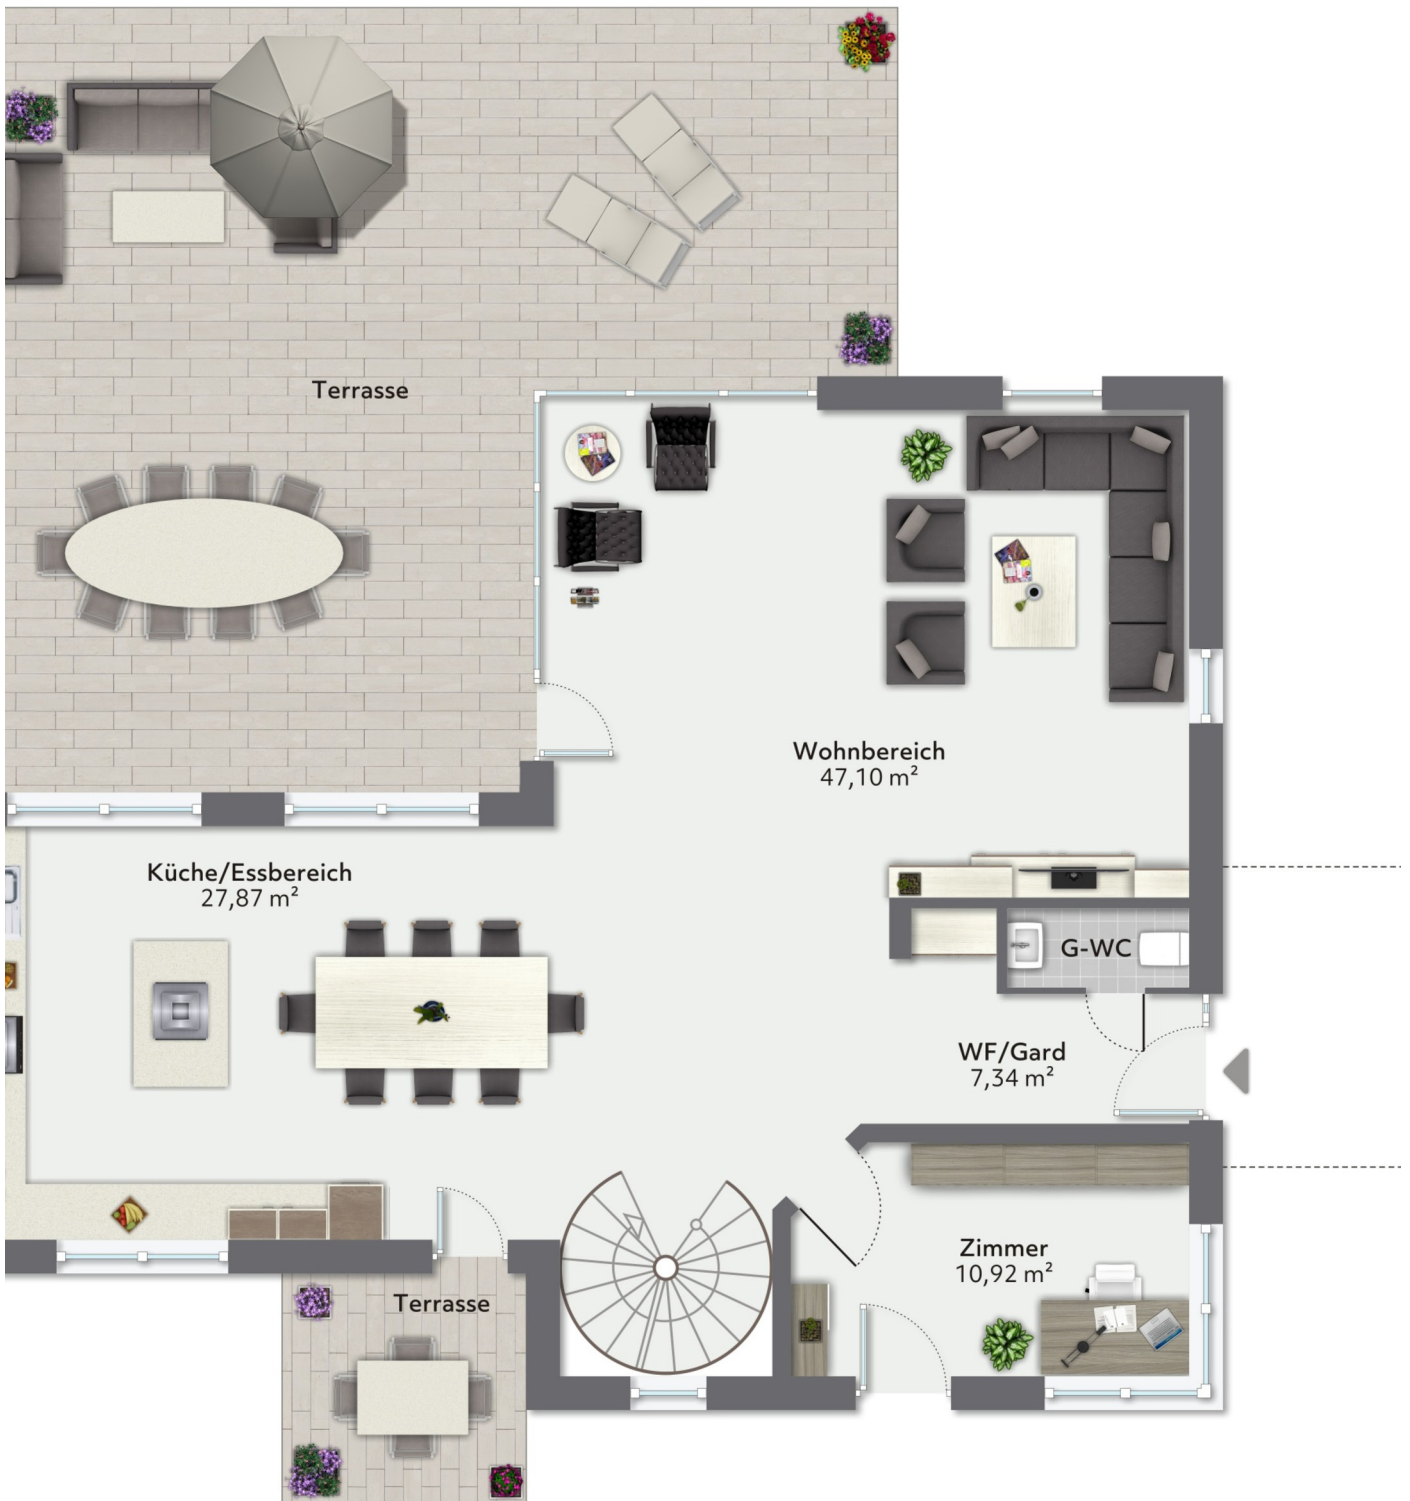 Terrasse
Wohnbereich
47,10 m²
Küche/Essbereich
27,87 m²
G-WC
WF/Gard
7,34 m²
Zimmer
10,92 m²
Terrasse